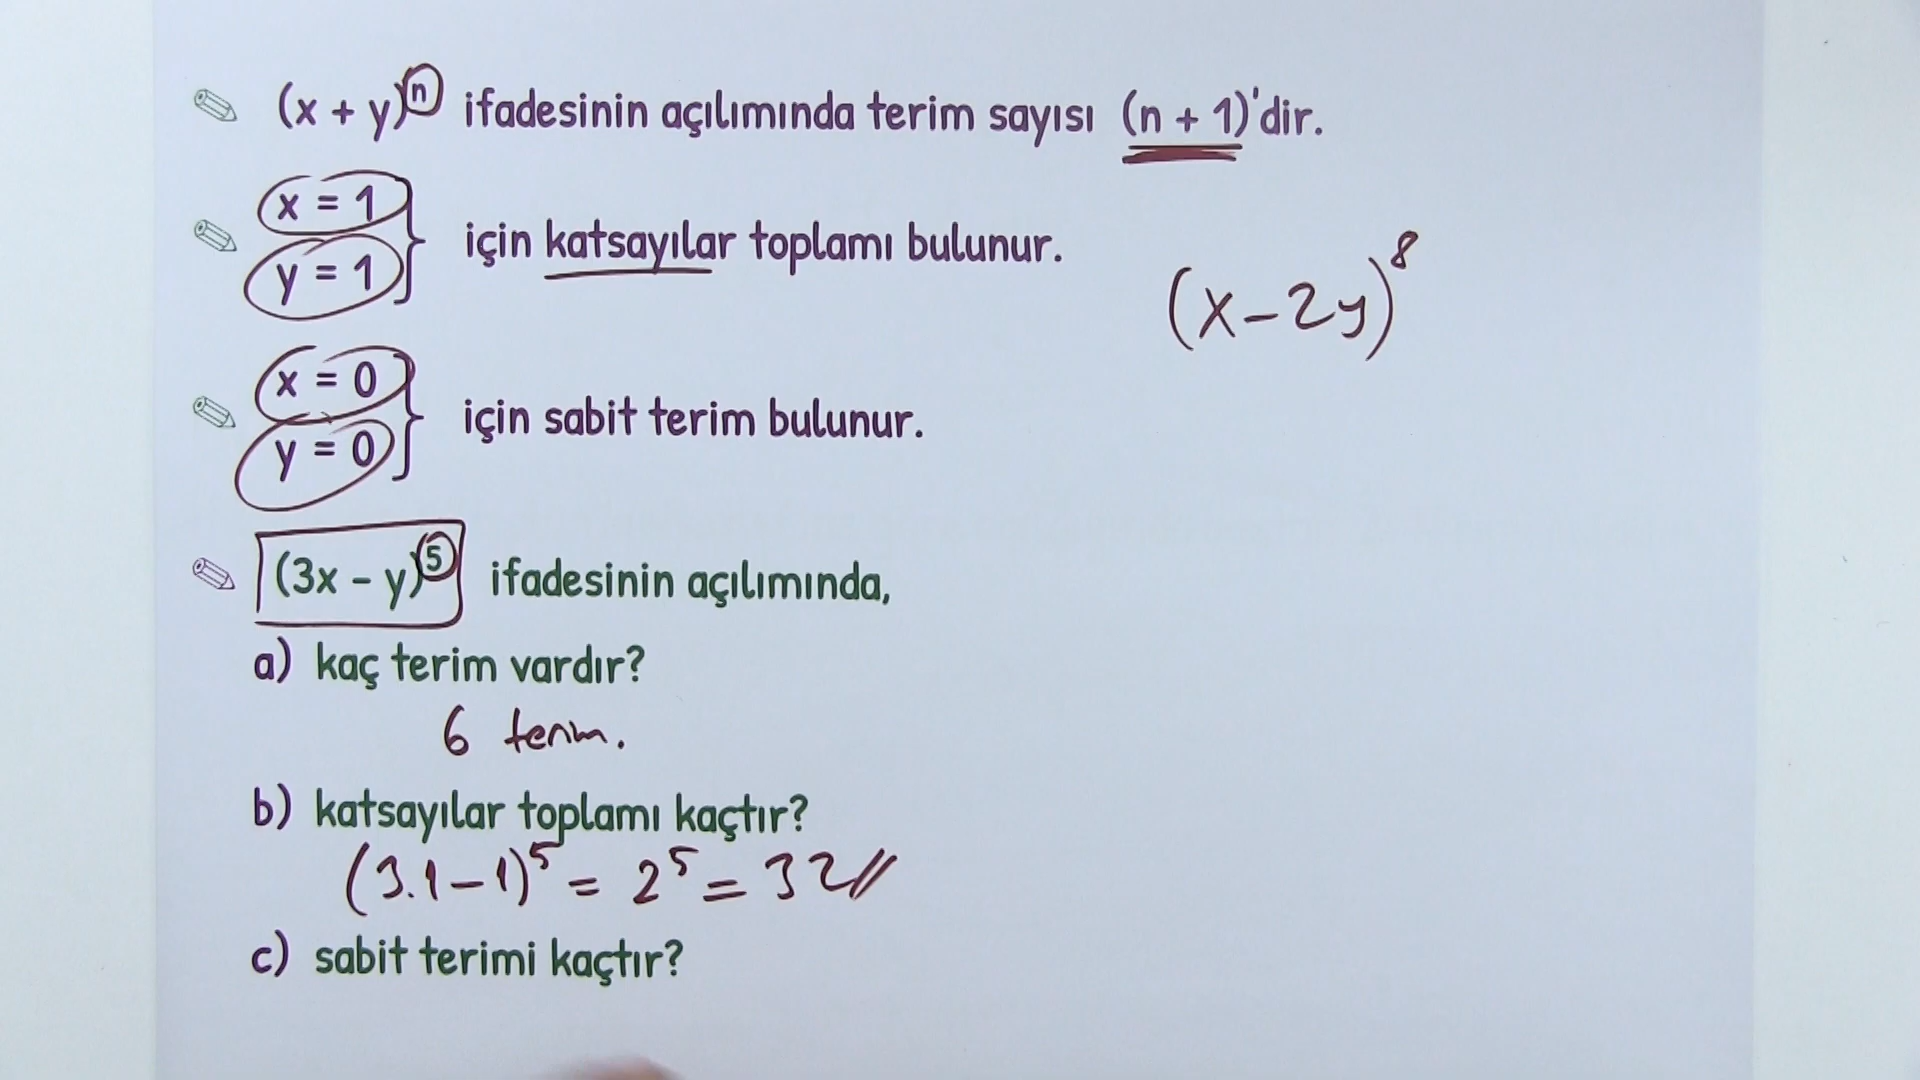 (x + y)ⁿ ifadesinin açılımında terim sayısı (n + 1)'dir.
x = 1
y = 1 } için katsayılar toplamı bulunur.
(x-2y)⁸
x = 0
y = 0 } için sabit terim bulunur.
(3x - y)⁵ ifadesinin açılımında,
a) kaç terim vardır?
6 terim.
b) katsayılar toplamı kaçtır?
(3.1-1)⁵ = 2⁵ = 32//
c) sabit terimi kaçtır?